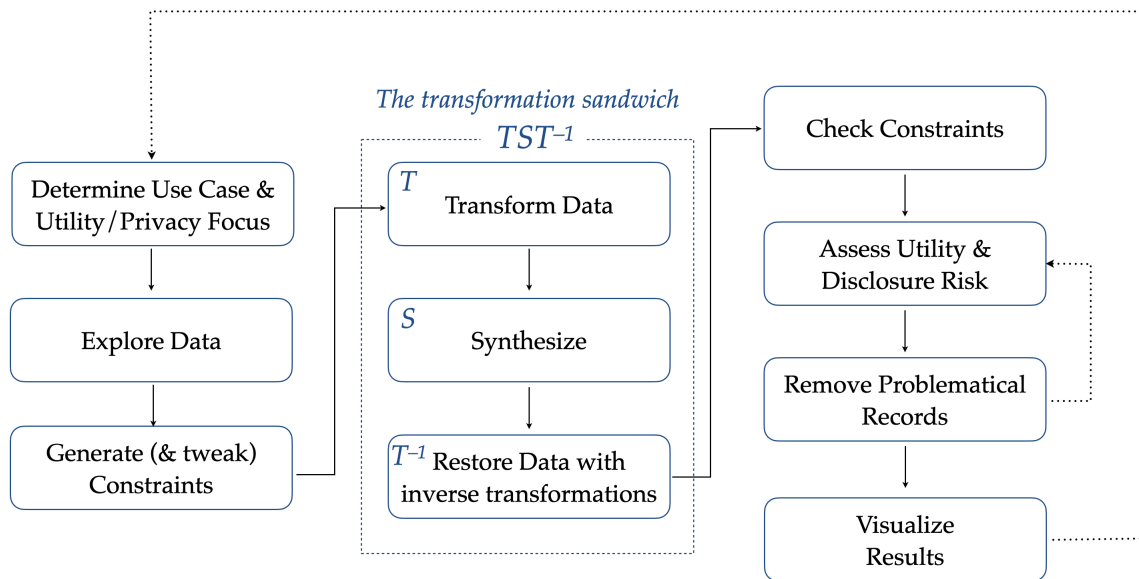 Determine Use Case &
Utility/Privacy Focus
Explore Data
Generate (& tweak)
Constraints
The transformation sandwich
TST⁻¹
T
Transform Data
S
Synthesize
T⁻¹ Restore Data with
inverse transformations
Check Constraints
Assess Utility &
Disclosure Risk
Remove Problematical
Records
Visualize
Results